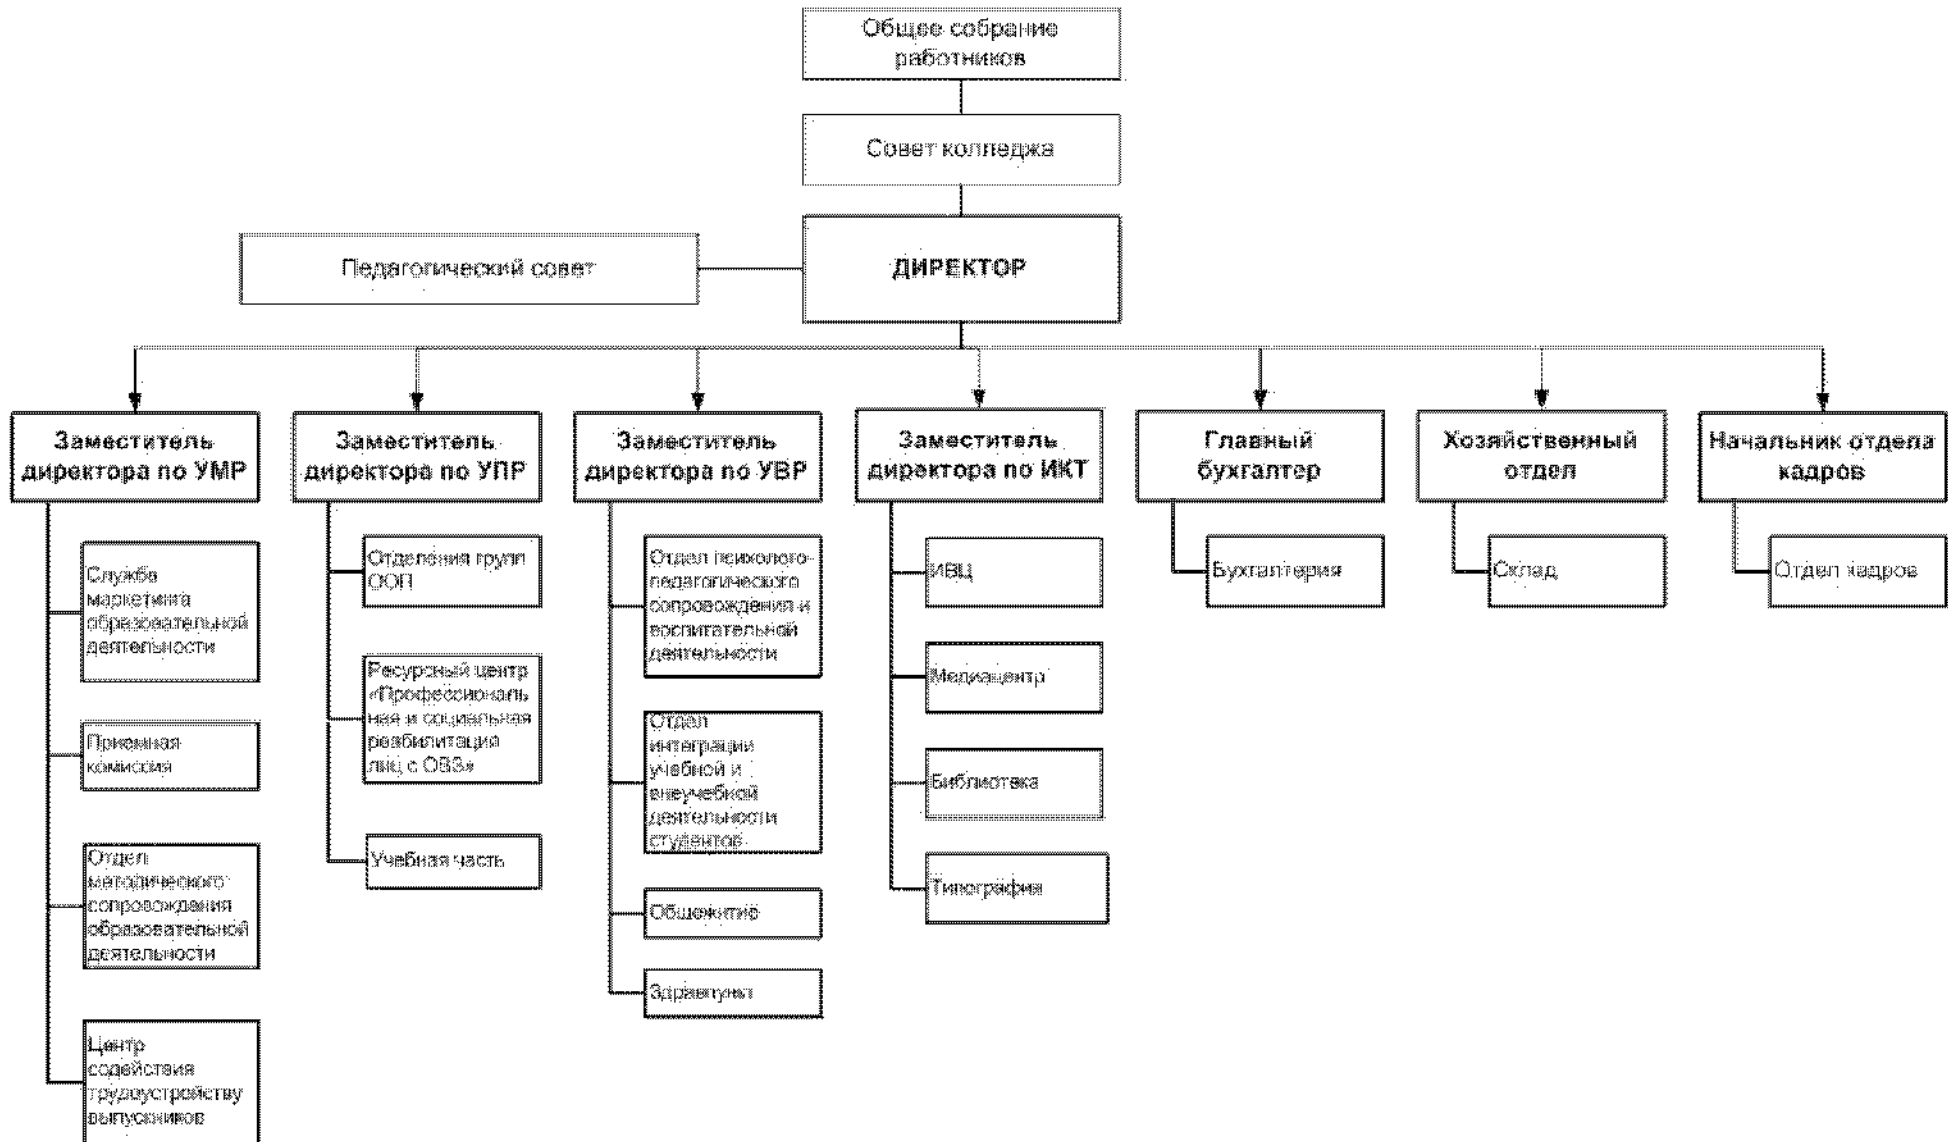 Общее собрание
работников
Совет колледжа
Педагогический совет
ДИРЕКТОР
Заместитель
директора по УМР
Служба
маркетинга
образовательной
деятельности
Приемная
комиссия
Отдел
методического
сопровождения
образовательной
деятельности
Центр
содействия
трудоустройству
выпускников
Заместитель
директора по УПР
Отделения групп
ООП
Ресурсный центр
«Профессиональ
ная и социальная
реабилитация
лиц с ОВЗ»
Учебная часть
Заместитель
директора по УВР
Отдел психолого-
педагогического
сопровождения и
воспитательной
деятельности
Отдел
интеграции
учебной и
внеучебной
деятельности
студентов
Общежитие
Здравпункт
Заместитель
директора по ИКТ
ИВЦ
Медиацентр
Библиотека
Типография
Главный
бухгалтер
Бухгалтерия
Хозяйственный
отдел
Склад
Начальник отдела
кадров
Отдел кадров